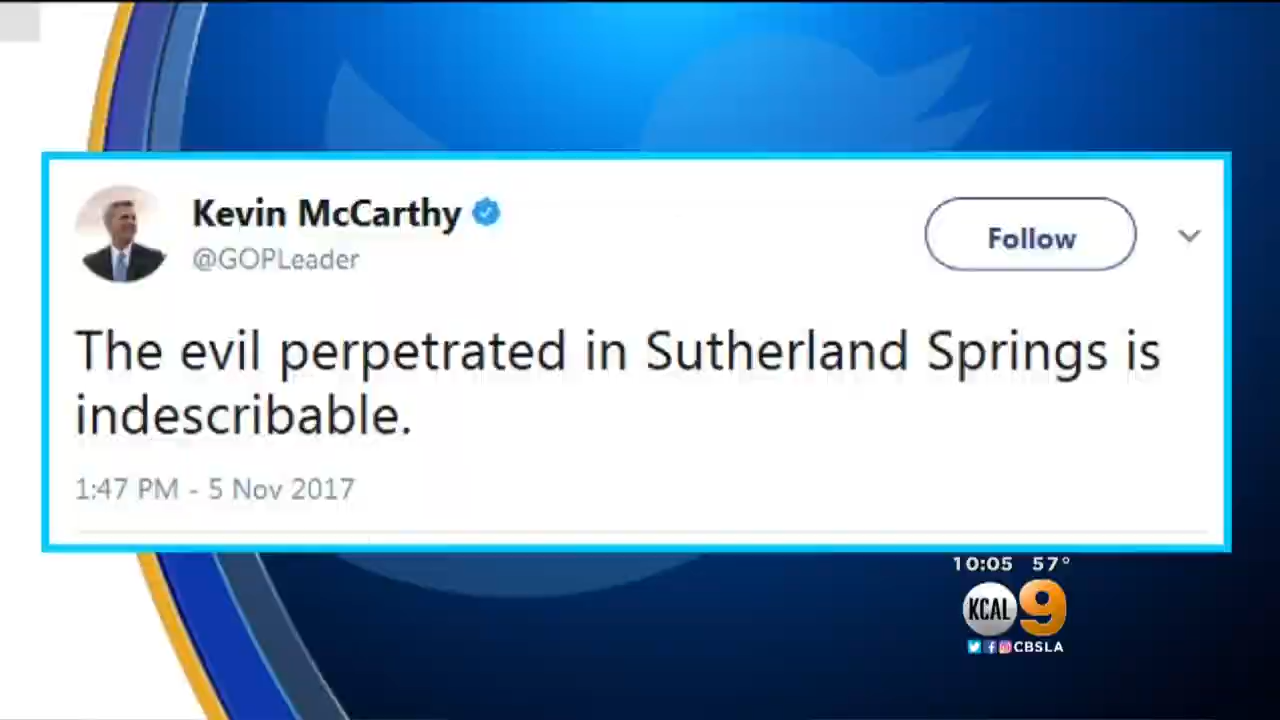 Kevin McCarthy
@GOPLeader
Follow
The evil perpetrated in Sutherland Springs is
indescribable.
1:47 PM - 5 Nov 2017
10:05 57°
KCAL 9
CBSLA